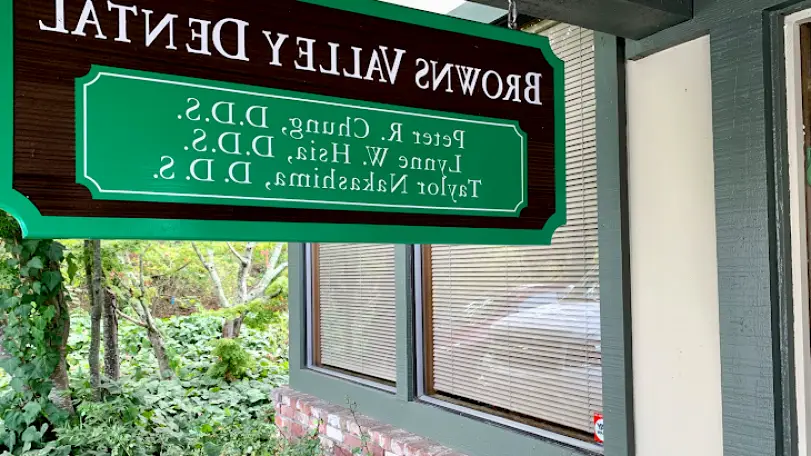 BROWNS VALLEY DENTAL
Peter R. Chung, D.D.S.
Lynne W. Hsia, D.D.S.
Taylor Nakashima, D.D.S.